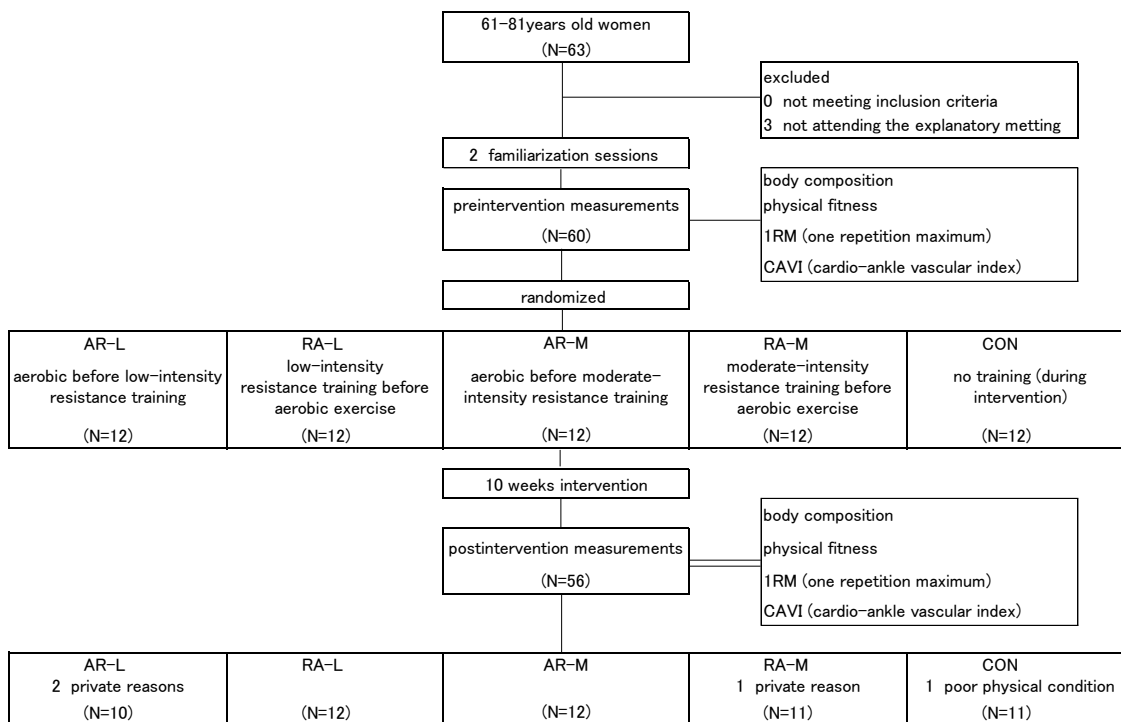 61-81years old women
(N=63)
excluded
0 not meeting inclusion criteria
3 not attending the explanatory metting
2 familiarization sessions
preintervention measurements
(N=60)
body composition
physical fitness
1RM (one repetition maximum)
CAVI (cardio-ankle vascular index)
randomized
AR-L
aerobic before low-intensity
resistance training
(N=12)
RA-L
low-intensity
resistance training before
aerobic exercise
(N=12)
AR-M
aerobic before moderate-
intensity resistance training
(N=12)
RA-M
moderate-intensity
resistance training before
aerobic exercise
(N=12)
CON
no training (during
intervention)
(N=12)
10 weeks intervention
postintervention measurements
(N=56)
body composition
physical fitness
1RM (one repetition maximum)
CAVI (cardio-ankle vascular index)
AR-L
2 private reasons
(N=10)
RA-L
(N=12)
AR-M
(N=12)
RA-M
1 private reason
(N=11)
CON
1 poor physical condition
(N=11)